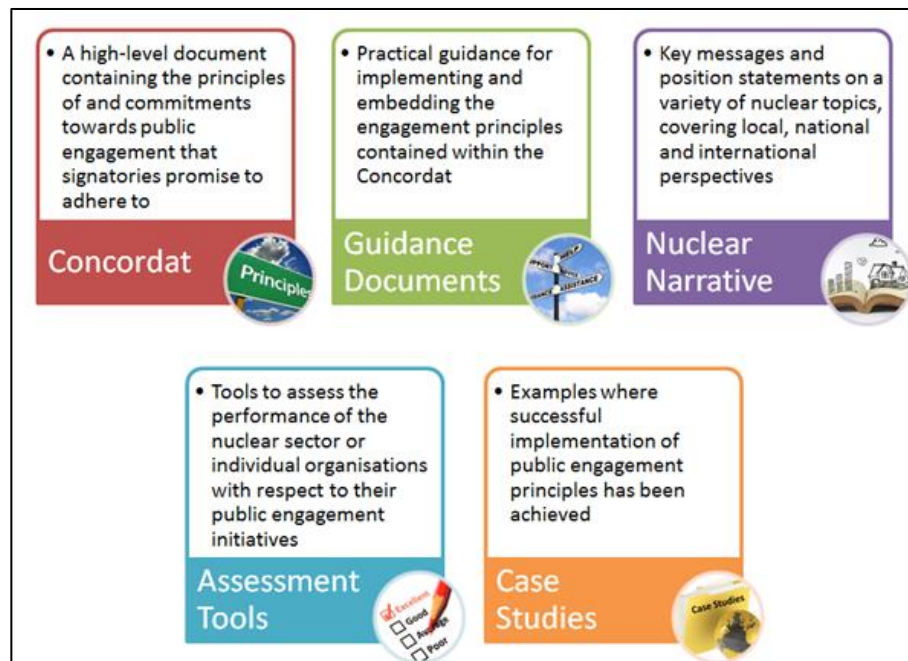 • A high-level document
containing the principles
of and commitments
towards public
engagement that
signatories promise to
adhere to
Concordat
Principles
• Practical guidance for
implementing and
embedding the
engagement principles
contained within the
Concordat
Guidance
Documents
HELP
ASSISTANCE
• Key messages and
position statements on a
variety of nuclear topics,
covering local, national
and international
perspectives
Nuclear
Narrative
• Tools to assess the
performance of the
nuclear sector or
individual organisations
with respect to their
public engagement
initiatives
Assessment
Tools
Excellent
Good
Average
Poor
• Examples where
successful
implementation of
public engagement
principles has been
achieved
Case
Studies
Case Studies